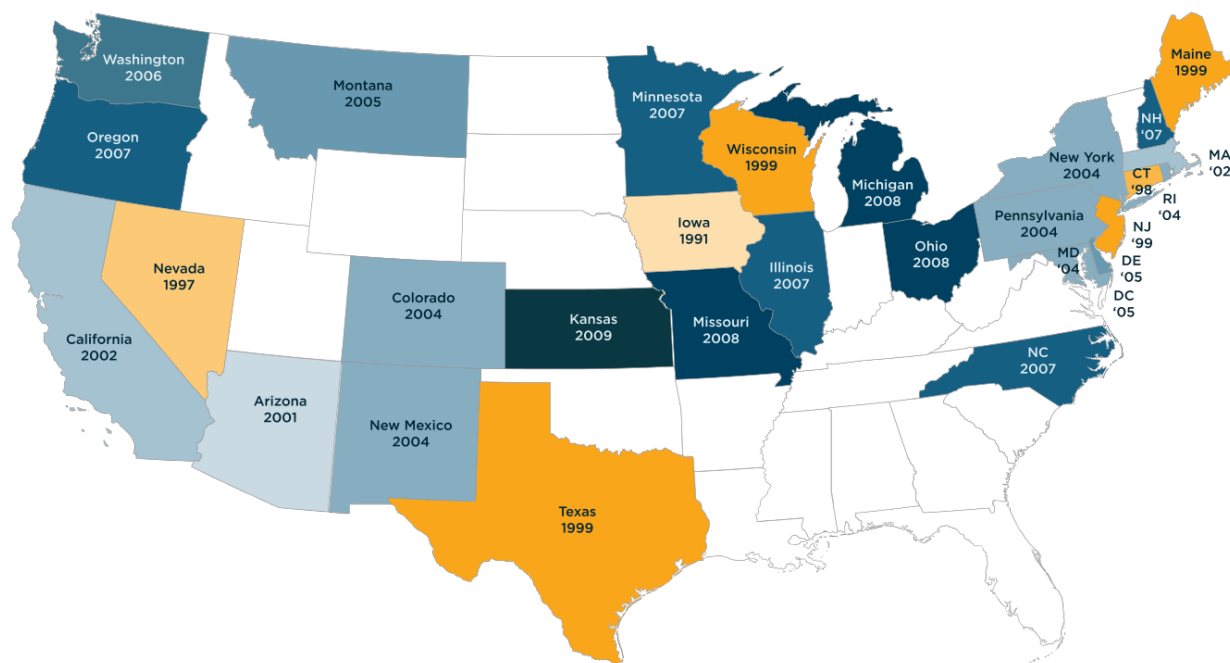 Washington
2006
Oregon
2007
California
2002
Nevada
1997
Montana
2005
Arizona
2001
Colorado
2004
New Mexico
2004
Texas
1999
Kansas
2009
Minnesota
2007
Iowa
1991
Missouri
2008
Wisconsin
1999
Illinois
2007
Michigan
2008
Ohio
2008
NC
2007
Pennsylvania
2004
New York
2004
Maine
1999
NH
‘07
MA
‘02
CT
‘98
RI
‘04
NJ
‘99
MD
‘04
DE
‘05
DC
‘05